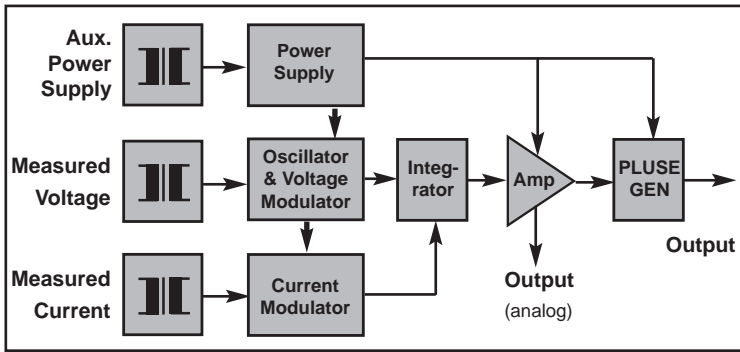 Aux.
Power
Supply
Power
Supply
Measured
Voltage
Oscillator
& Voltage
Modulator
Integ-
rator
Amp
PLUSE
GEN
Output
Measured
Current
Current
Modulator
Output
(analog)